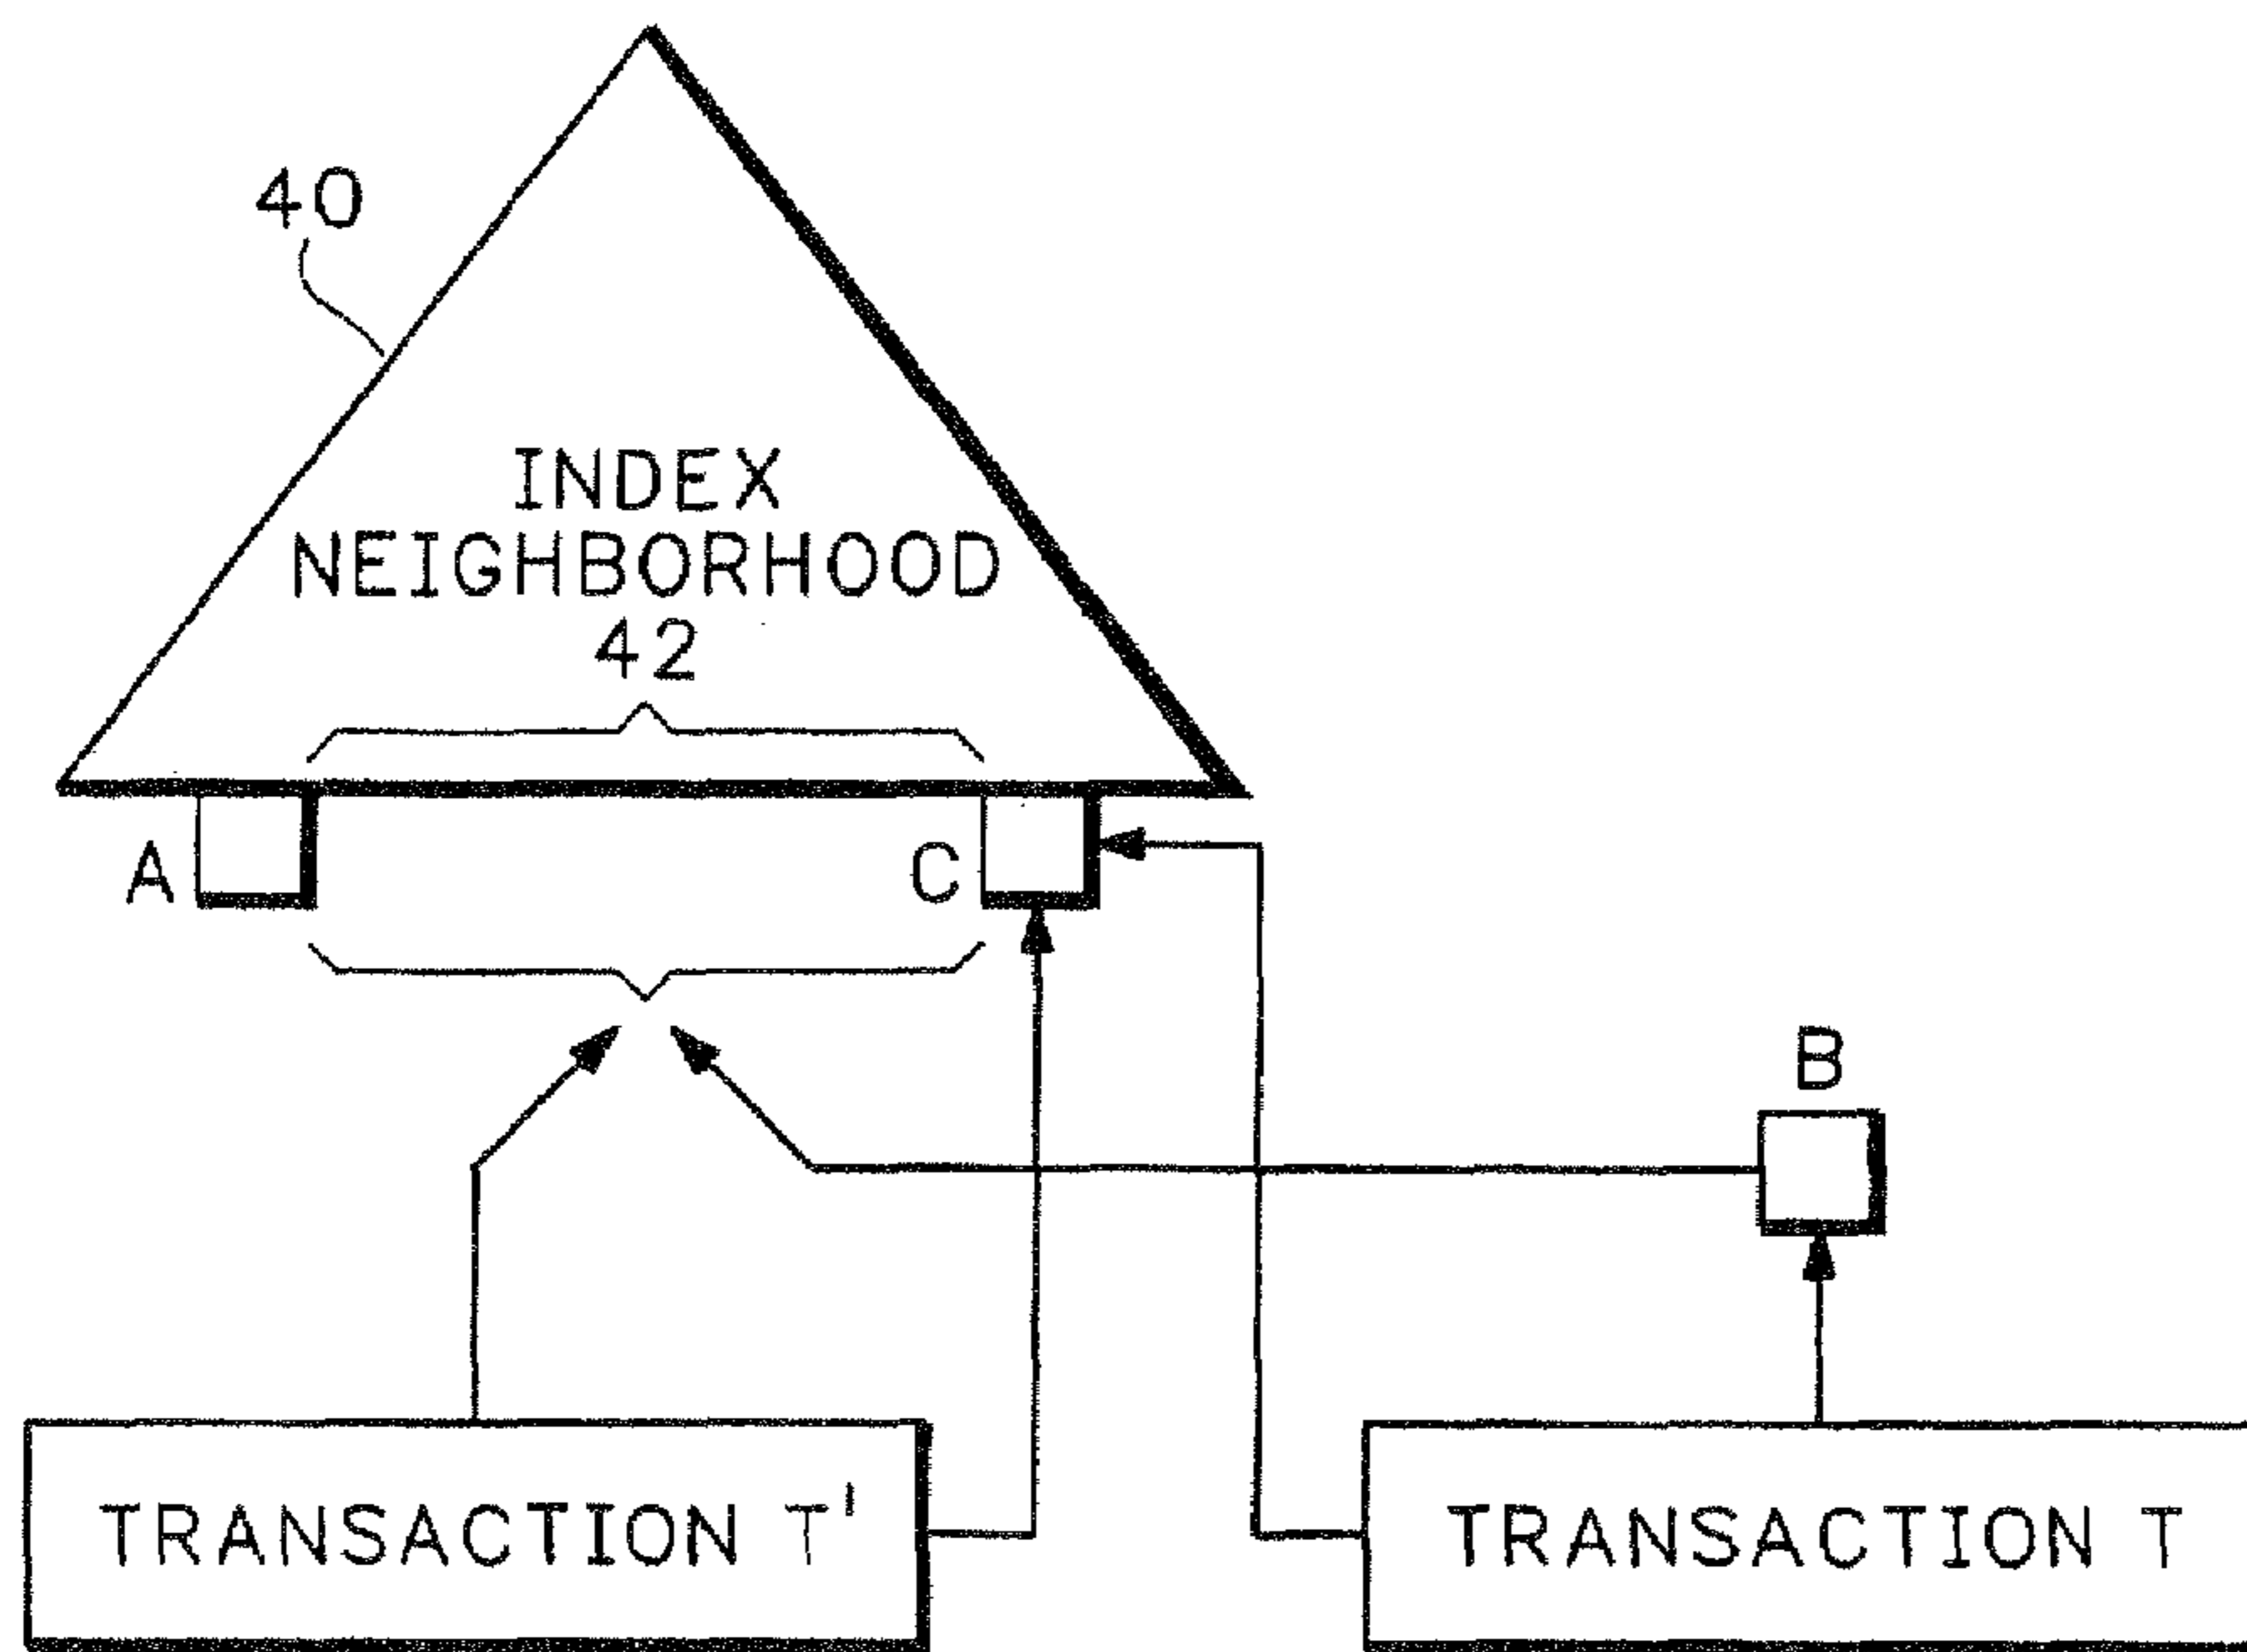 40
INDEX
NEIGHBORHOOD
42
A
C
B
TRANSACTION T'
TRANSACTION T